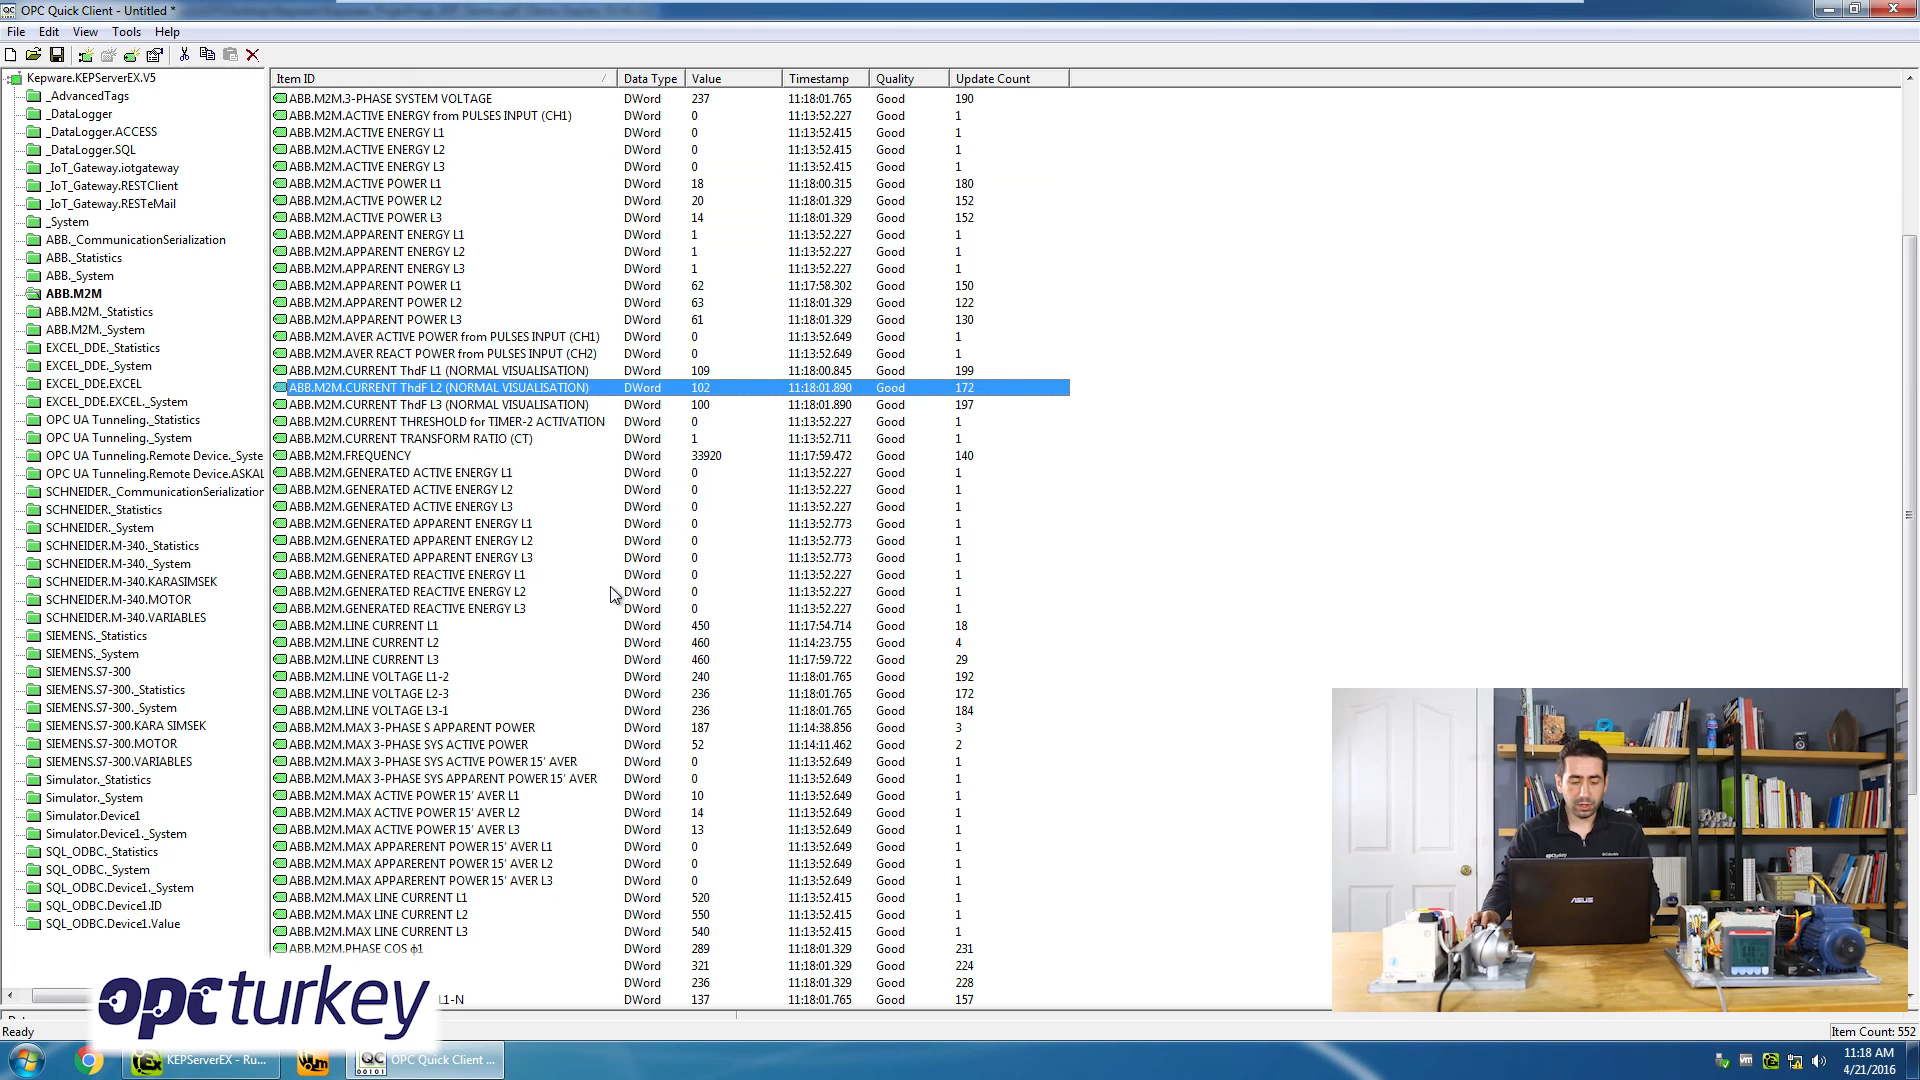 OPC Quick Client - Untitled *
File Edit View Tools Help
Kepware.KEPServerEX.V5
_AdvancedTags
_DataLogger
_DataLogger.ACCESS
_DataLogger.SQL
_IoT_Gateway.iotgateway
_IoT_Gateway.RESTClient
_IoT_Gateway.RESTeMail
_System
ABB._CommunicationSerialization
ABB._Statistics
ABB._System
ABB.M2M
ABB.M2M._Statistics
ABB.M2M._System
EXCEL_DDE._Statistics
EXCEL_DDE._System
EXCEL_DDE.EXCEL
EXCEL_DDE.EXCEL._System
OPC UA Tunneling._Statistics
OPC UA Tunneling._System
OPC UA Tunneling.Remote Device._Syste
OPC UA Tunneling.Remote Device.ASKAL
SCHNEIDER._CommunicationSerialization
SCHNEIDER._Statistics
SCHNEIDER._System
SCHNEIDER.M-340._Statistics
SCHNEIDER.M-340._System
SCHNEIDER.M-340.KARASIMSEK
SCHNEIDER.M-340.MOTOR
SCHNEIDER.M-340.VARIABLES
SIEMENS._Statistics
SIEMENS._System
SIEMENS.S7-300
SIEMENS.S7-300._Statistics
SIEMENS.S7-300._System
SIEMENS.S7-300.KARA SIMSEK
SIEMENS.S7-300.MOTOR
SIEMENS.S7-300.VARIABLES
Simulator._Statistics
Simulator._System
Simulator.Device1
Simulator.Device1._System
SQL_ODBC._Statistics
SQL_ODBC._System
SQL_ODBC.Device1._System
SQL_ODBC.Device1.ID
SQL_ODBC.Device1.Value
Item ID Data Type Value Timestamp Quality Update Count
ABB.M2M.3-PHASE SYSTEM VOLTAGE DWord 237 11:18:01.765 Good 190
ABB.M2M.ACTIVE ENERGY from PULSES INPUT (CH1) DWord 0 11:13:52.227 Good 1
ABB.M2M.ACTIVE ENERGY L1 DWord 0 11:13:52.415 Good 1
ABB.M2M.ACTIVE ENERGY L2 DWord 0 11:13:52.415 Good 1
ABB.M2M.ACTIVE ENERGY L3 DWord 0 11:13:52.415 Good 1
ABB.M2M.ACTIVE POWER L1 DWord 18 11:18:00.315 Good 180
ABB.M2M.ACTIVE POWER L2 DWord 20 11:18:01.329 Good 152
ABB.M2M.ACTIVE POWER L3 DWord 14 11:18:01.329 Good 152
ABB.M2M.APPARENT ENERGY L1 DWord 1 11:13:52.227 Good 1
ABB.M2M.APPARENT ENERGY L2 DWord 1 11:13:52.227 Good 1
ABB.M2M.APPARENT ENERGY L3 DWord 1 11:13:52.227 Good 1
ABB.M2M.APPARENT POWER L1 DWord 62 11:17:58.302 Good 150
ABB.M2M.APPARENT POWER L2 DWord 63 11:18:01.329 Good 122
ABB.M2M.APPARENT POWER L3 DWord 61 11:18:01.329 Good 130
ABB.M2M.AVER ACTIVE POWER from PULSES INPUT (CH1) DWord 0 11:13:52.649 Good 1
ABB.M2M.AVER REACT POWER from PULSES INPUT (CH2) DWord 0 11:13:52.649 Good 1
ABB.M2M.CURRENT ThdF L1 (NORMAL VISUALISATION) DWord 109 11:18:00.845 Good 199
ABB.M2M.CURRENT ThdF L2 (NORMAL VISUALISATION) DWord 102 11:18:01.890 Good 172
ABB.M2M.CURRENT ThdF L3 (NORMAL VISUALISATION) DWord 100 11:18:01.890 Good 197
ABB.M2M.CURRENT THRESHOLD for TIMER-2 ACTIVATION DWord 0 11:13:52.227 Good 1
ABB.M2M.CURRENT TRANSFORM RATIO (CT) DWord 1 11:13:52.711 Good 1
ABB.M2M.FREQUENCY DWord 33920 11:17:59.472 Good 140
ABB.M2M.GENERATED ACTIVE ENERGY L1 DWord 0 11:13:52.227 Good 1
ABB.M2M.GENERATED ACTIVE ENERGY L2 DWord 0 11:13:52.227 Good 1
ABB.M2M.GENERATED ACTIVE ENERGY L3 DWord 0 11:13:52.227 Good 1
ABB.M2M.GENERATED APPARENT ENERGY L1 DWord 0 11:13:52.773 Good 1
ABB.M2M.GENERATED APPARENT ENERGY L2 DWord 0 11:13:52.773 Good 1
ABB.M2M.GENERATED APPARENT ENERGY L3 DWord 0 11:13:52.773 Good 1
ABB.M2M.GENERATED REACTIVE ENERGY L1 DWord 0 11:13:52.227 Good 1
ABB.M2M.GENERATED REACTIVE ENERGY L2 DWord 0 11:13:52.227 Good 1
ABB.M2M.GENERATED REACTIVE ENERGY L3 DWord 0 11:13:52.227 Good 1
ABB.M2M.LINE CURRENT L1 DWord 450 11:17:54.714 Good 18
ABB.M2M.LINE CURRENT L2 DWord 460 11:14:23.755 Good 4
ABB.M2M.LINE CURRENT L3 DWord 460 11:17:59.722 Good 29
ABB.M2M.LINE VOLTAGE L1-2 DWord 240 11:18:01.765 Good 192
ABB.M2M.LINE VOLTAGE L2-3 DWord 236 11:18:01.765 Good 172
ABB.M2M.LINE VOLTAGE L3-1 DWord 236 11:18:01.765 Good 184
ABB.M2M.MAX 3-PHASE S APPARENT POWER DWord 187 11:14:38.856 Good 3
ABB.M2M.MAX 3-PHASE SYS ACTIVE POWER DWord 52 11:14:11.462 Good 2
ABB.M2M.MAX 3-PHASE SYS ACTIVE POWER 15' AVER DWord 0 11:13:52.649 Good 1
ABB.M2M.MAX 3-PHASE SYS APPARENT POWER 15' AVER DWord 0 11:13:52.649 Good 1
ABB.M2M.MAX ACTIVE POWER 15' AVER L1 DWord 10 11:13:52.649 Good 1
ABB.M2M.MAX ACTIVE POWER 15' AVER L2 DWord 14 11:13:52.649 Good 1
ABB.M2M.MAX ACTIVE POWER 15' AVER L3 DWord 13 11:13:52.649 Good 1
ABB.M2M.MAX APPARERENT POWER 15' AVER L1 DWord 0 11:13:52.649 Good 1
ABB.M2M.MAX APPARERENT POWER 15' AVER L2 DWord 0 11:13:52.649 Good 1
ABB.M2M.MAX APPARERENT POWER 15' AVER L3 DWord 0 11:13:52.649 Good 1
ABB.M2M.MAX LINE CURRENT L1 DWord 520 11:13:52.415 Good 1
ABB.M2M.MAX LINE CURRENT L2 DWord 550 11:13:52.415 Good 1
ABB.M2M.MAX LINE CURRENT L3 DWord 540 11:13:52.415 Good 1
ABB.M2M.PHASE COS ϕ1 DWord 289 11:18:01.329 Good 231
DWord 321 11:18:01.329 Good 224
DWord 236 11:18:01.329 Good 228
L1-N DWord 137 11:18:01.765 Good 157
opcturkey
ASUS
Ready
Item Count: 552
KEPServerEX - Ru...
OPC Quick Client ...
11:18 AM
4/21/2016